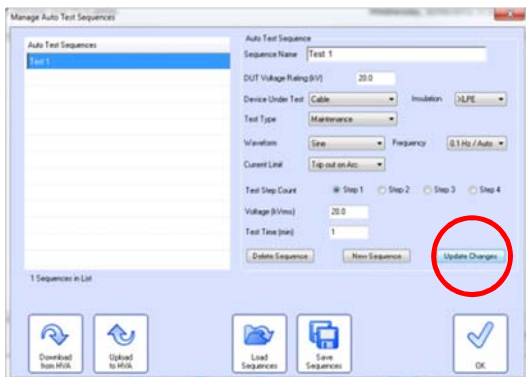 Manage Auto Test Sequences
Auto Test Sequences
Test 1
1 Sequences in List
Auto Test Sequence
Sequence Name Test 1
DUT Voltage Rating (kV) 20.0
Device Under Test Cable Insulation XLPE
Test Type Maintenance
Waveform Sine Frequency 0.1 Hz / Auto
Current Limit Trip out on Arc
Test Step Count Step 1 Step 2 Step 3 Step 4
Voltage (kVrms) 20.0
Test Time (min) 1
Delete Sequence New Sequence Update Changes
Download from HVA
Upload to HVA
Load Sequences
Save Sequences
OK